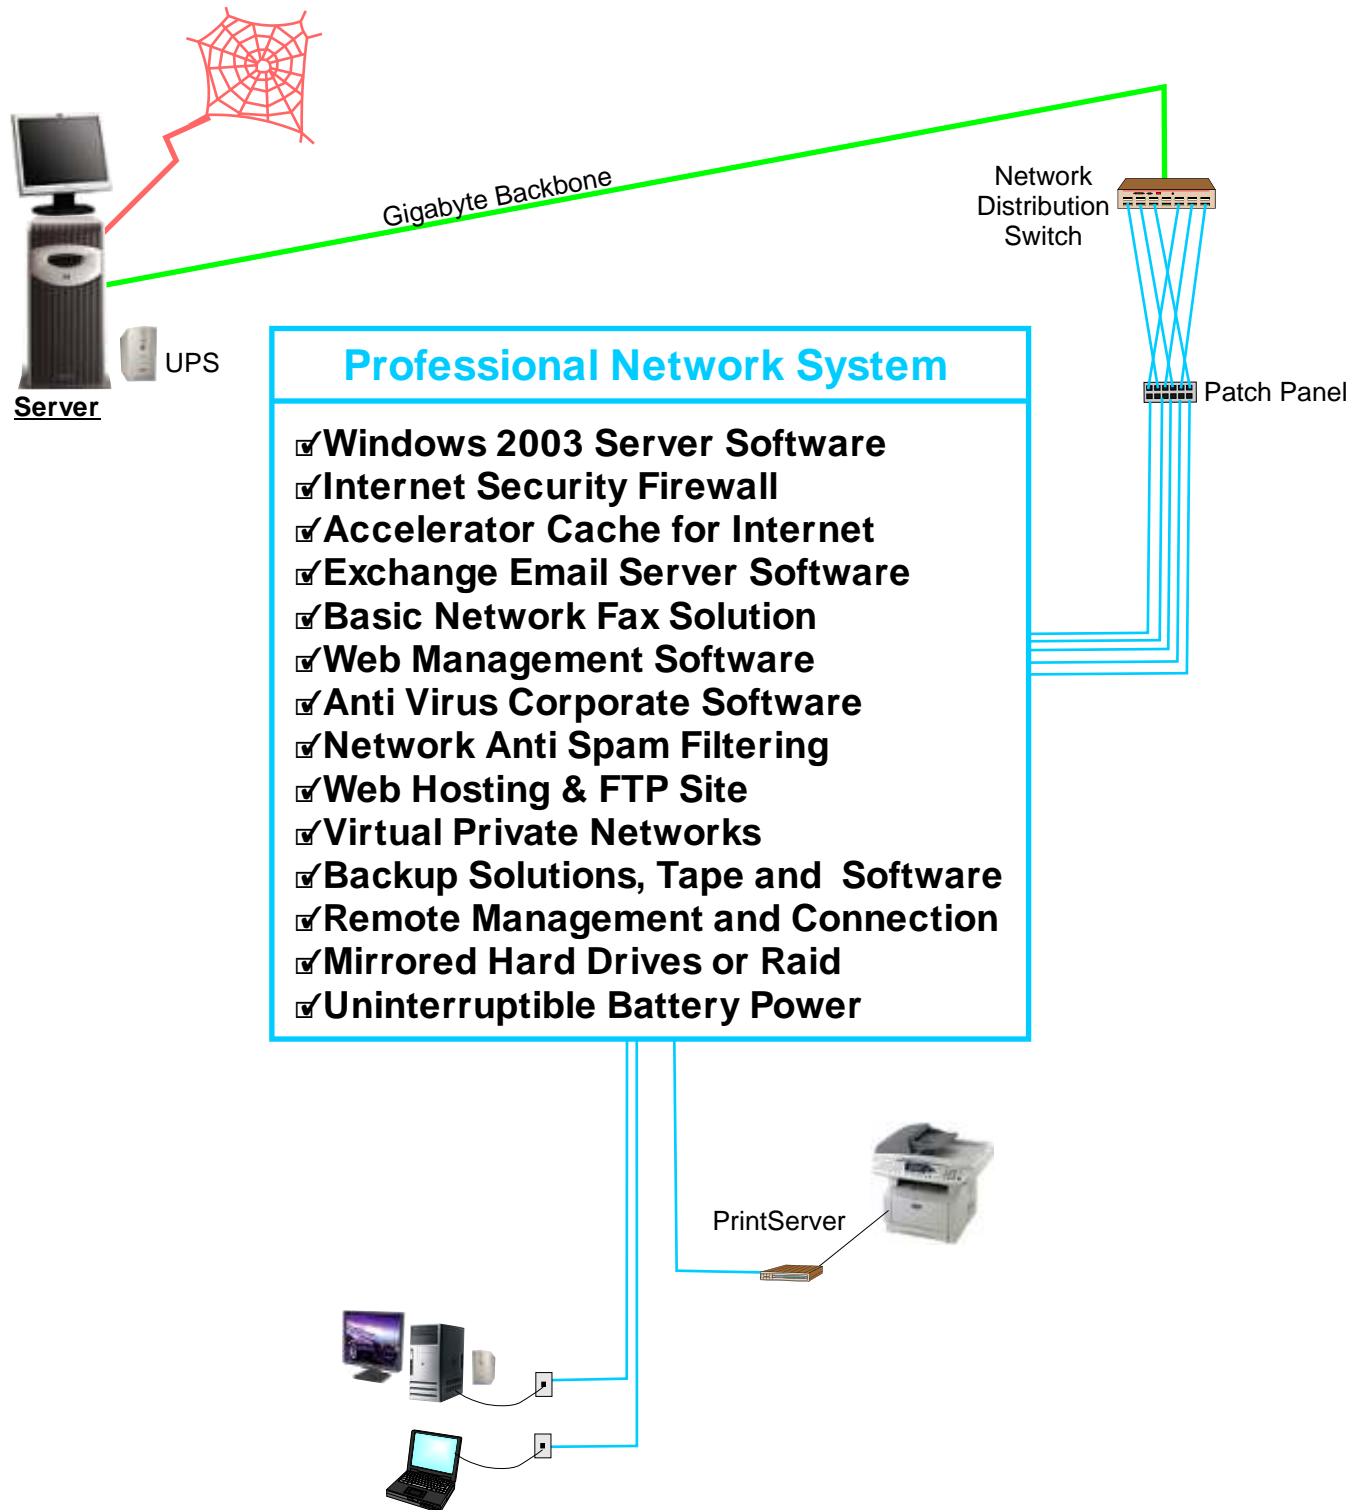 Gigabyte Backbone
Network
Distribution
Switch
UPS
Server
Patch Panel
Professional Network System
Windows 2003 Server Software
Internet Security Firewall
Accelerator Cache for Internet
Exchange Email Server Software
Basic Network Fax Solution
Web Management Software
Anti Virus Corporate Software
Network Anti Spam Filtering
Web Hosting & FTP Site
Virtual Private Networks
Backup Solutions, Tape and  Software
Remote Management and Connection
Mirrored Hard Drives or Raid
Uninterruptible Battery Power
PrintServer